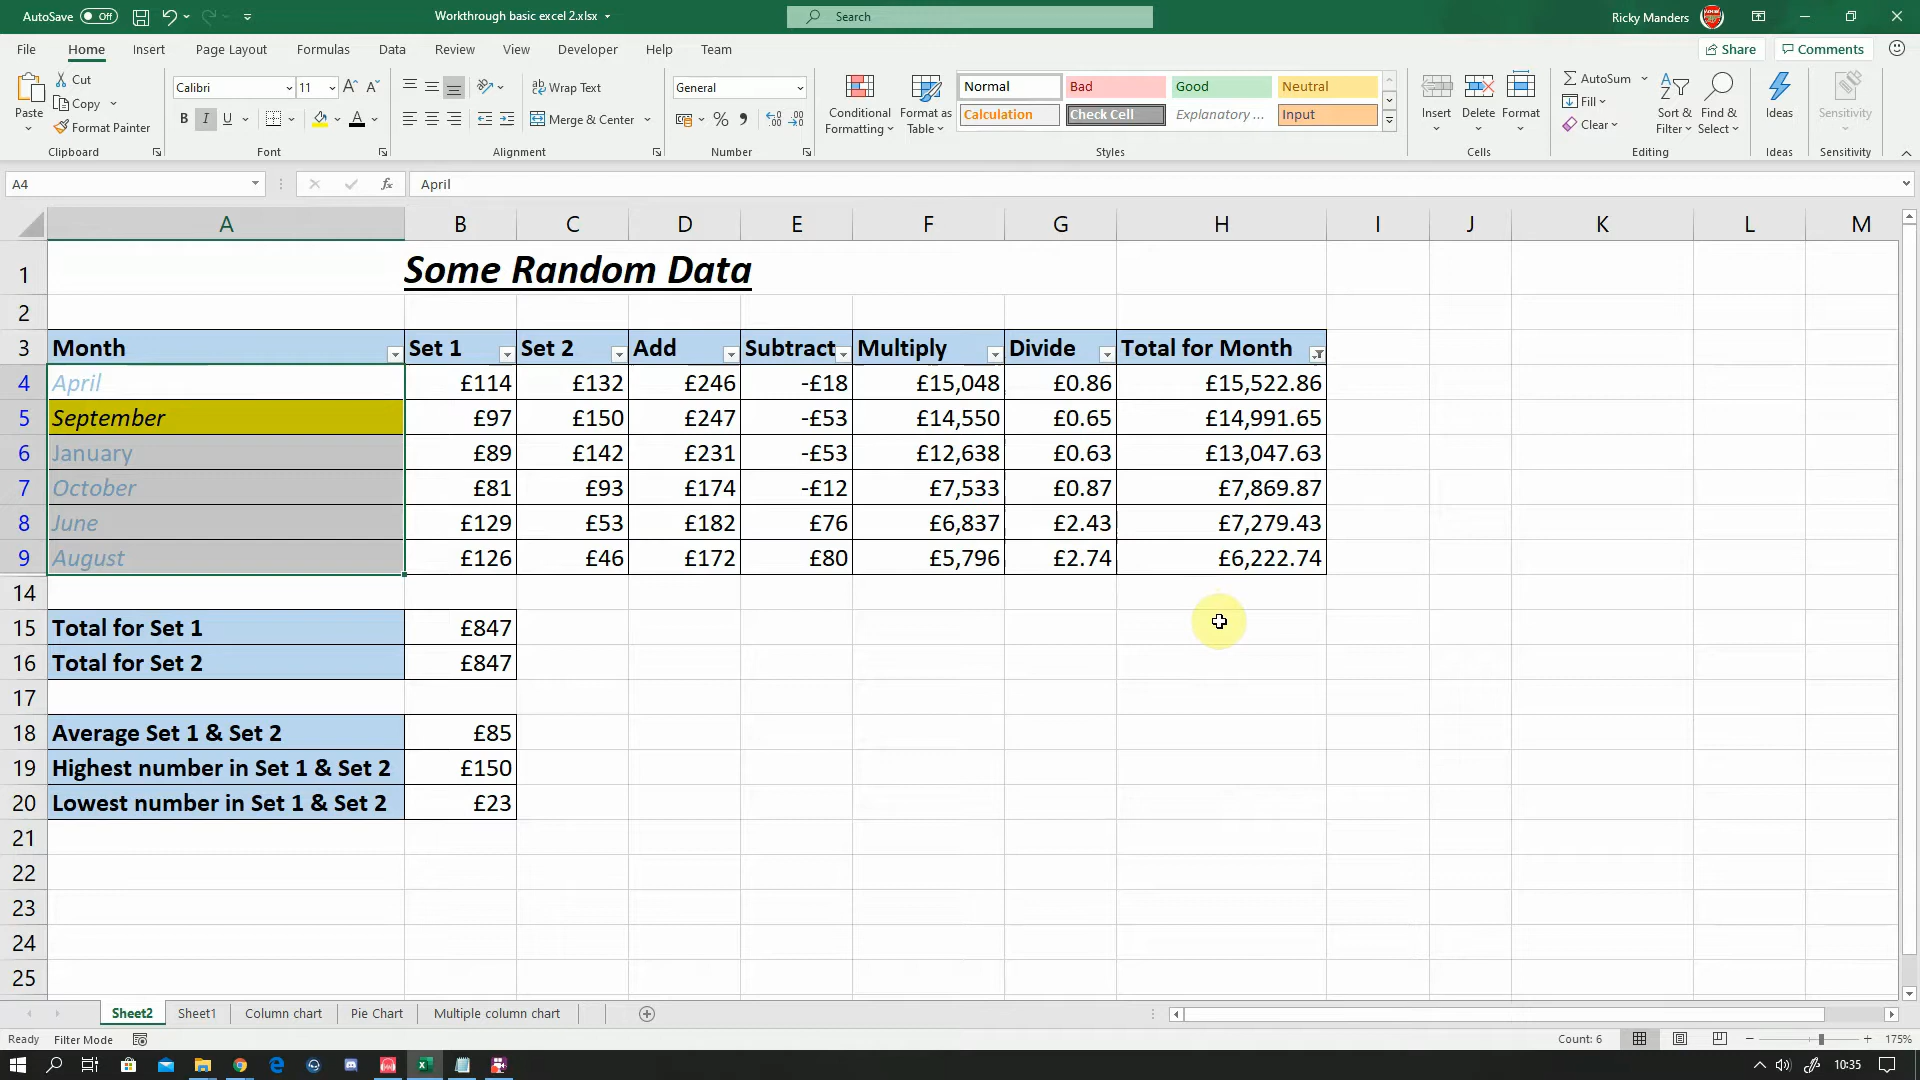 AutoSave Off Workthrough basic excel 2.xlsx Search Ricky Manders
File Home Insert Page Layout Formulas Data Review View Developer Help Team Share Comments
Paste Cut Copy Format Painter
Clipboard
Calibri 11
B I U A
Font
Wrap Text
Merge & Center
Alignment
General
%
Number
Conditional Formatting
Format as Table
Normal Bad Good Neutral
Calculation Check Cell Explanatory ... Input
Styles
Insert Delete Format
Cells
AutoSum
Fill
Clear
Sort & Filter
Find & Select
Editing
Ideas
Ideas
Sensitivity
Sensitivity
A4 fx April
A B C D E F G H I J K L M
1 Some Random Data
2
3 Month Set 1 Set 2 Add Subtract Multiply Divide Total for Month
4 April £114 £132 £246 -£18 £15,048 £0.86 £15,522.86
5 September £97 £150 £247 -£53 £14,550 £0.65 £14,991.65
6 January £89 £142 £231 -£53 £12,638 £0.63 £13,047.63
7 October £81 £93 £174 -£12 £7,533 £0.87 £7,869.87
8 June £129 £53 £182 £76 £6,837 £2.43 £7,279.43
9 August £126 £46 £172 £80 £5,796 £2.74 £6,222.74
14
15 Total for Set 1 £847
16 Total for Set 2 £847
17
18 Average Set 1 & Set 2 £85
19 Highest number in Set 1 & Set 2 £150
20 Lowest number in Set 1 & Set 2 £23
21
22
23
24
25
Sheet2 Sheet1 Column chart Pie Chart Multiple column chart
Ready Filter Mode Count: 6 175%
10:35